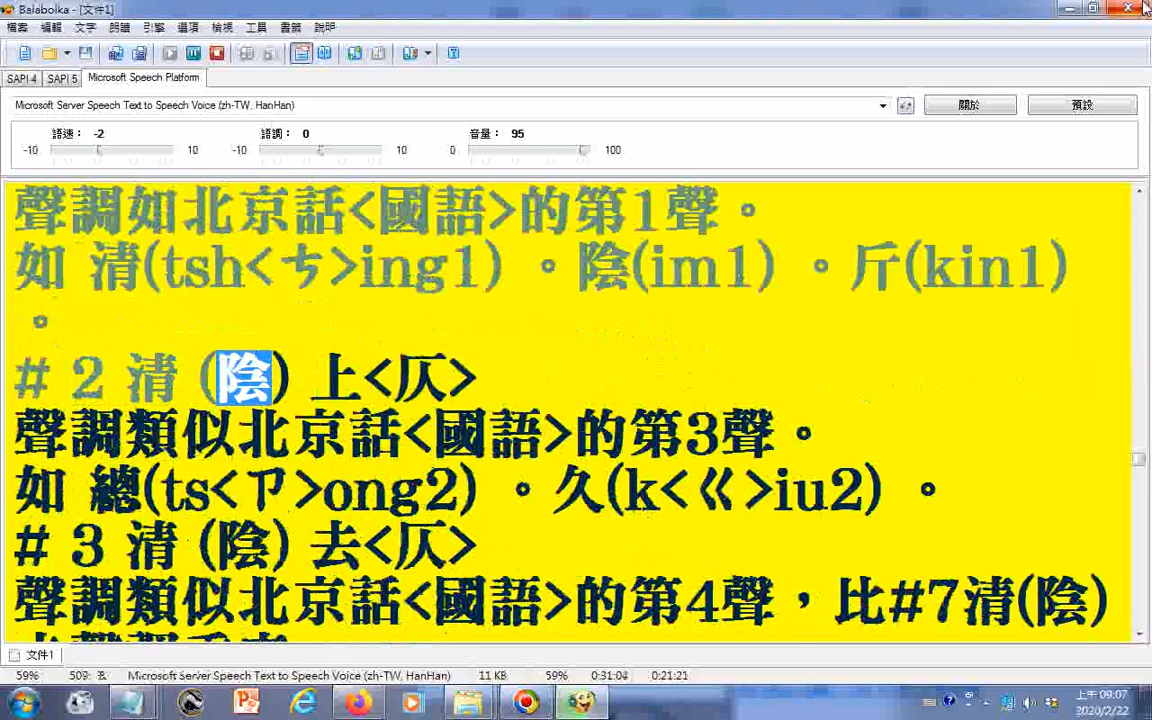 Balabolka - [文件1]
檔案 編輯 文字 朗讀 引擎 選項 檢視 工具 書籤 說明
SAPI 4 SAPI 5 Microsoft Speech Platform
Microsoft Server Speech Text to Speech Voice (zh-TW, HanHan) 關於 預設
語速： -2 語調： 0 音量： 95
-10 10 -10 10 0 100
聲調如北京話<國語>的第1聲。
如 清(tsh<ち>ing1) 。陰(im1) 。斤(kin1)
。
# 2 清 (陰) 上<仄>
聲調類似北京話<國語>的第3聲。
如 總(ts<ㄗ>ong2) 。久(k<ㄍ>iu2) 。
# 3 清 (陰) 去<仄>
聲調類似北京話<國語>的第4聲，比#7清(陰)
文件1
59% Microsoft Server Speech Text to Speech Voice (zh-TW, HanHan) 11 KB 59% 0:31:04 0:21:21
上午 09:07
2020/2/22